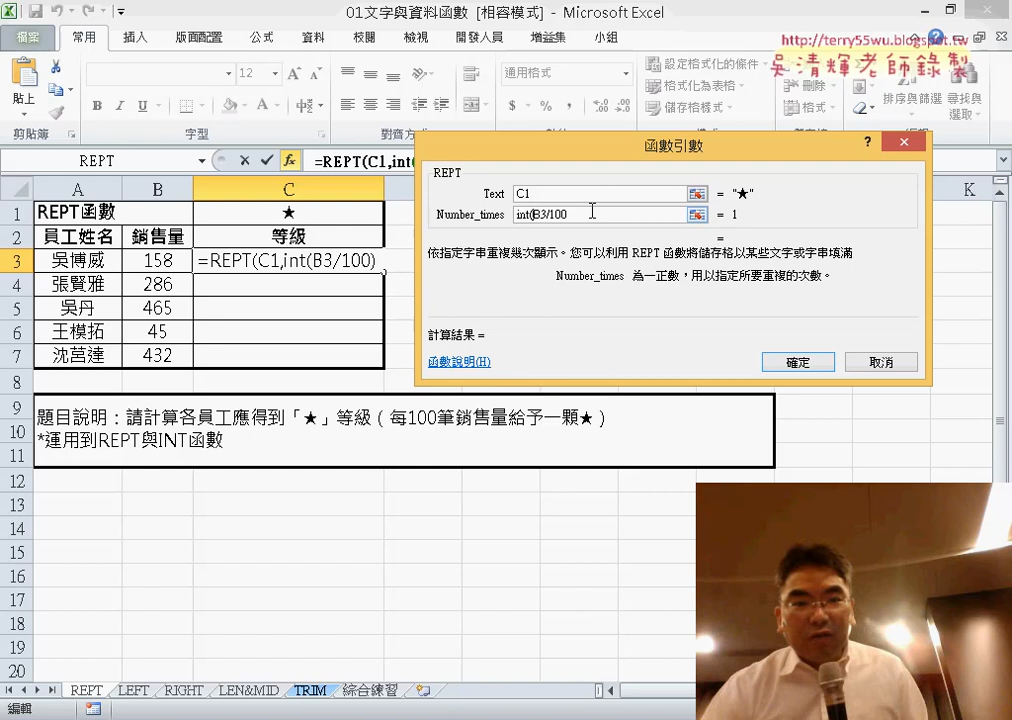 01文字與資料函數 [相容模式] - Microsoft Excel
檔案 常用 插入 版面配置 公式 資料 校閱 檢視 開發人員 增益集 小組
http://terry55wu.blogspot.tw
吳清輝老師錄製
貼上 12 通用格式 設定格式化的條件 刪除
B I U 格式化為表格 排序與篩選 尋找與選取
$ % 儲存格樣式 格式
剪貼簿 字型 對齊方
REPT =REPT(C1,int(
函數引數
REPT
Text C1 = "★"
Number_times int(B3/100 = 1
=
依指定字串重複幾次顯示。您可以利用 REPT 函數將儲存格以某些文字或字串填滿
Number_times 為一正數，用以指定所要重複的次數。
計算結果 =
函數說明(H) 確定 取消
A B C K
1 REPT函數 ★
2 員工姓名 銷售量 等級
3 吳博威 158 =REPT(C1,int(B3/100)
4 張賢雅 286
5 吳丹 465
6 王模拓 45
7 沈莒達 432
8
9 題目說明：請計算各員工應得到「★」等級（每100筆銷售量給予一顆★）
10 *運用到REPT與INT函數
11
12
13
14
15
16
17
18
19
20
REPT LEFT RIGHT LEN&MID TRIM 綜合練習
編輯